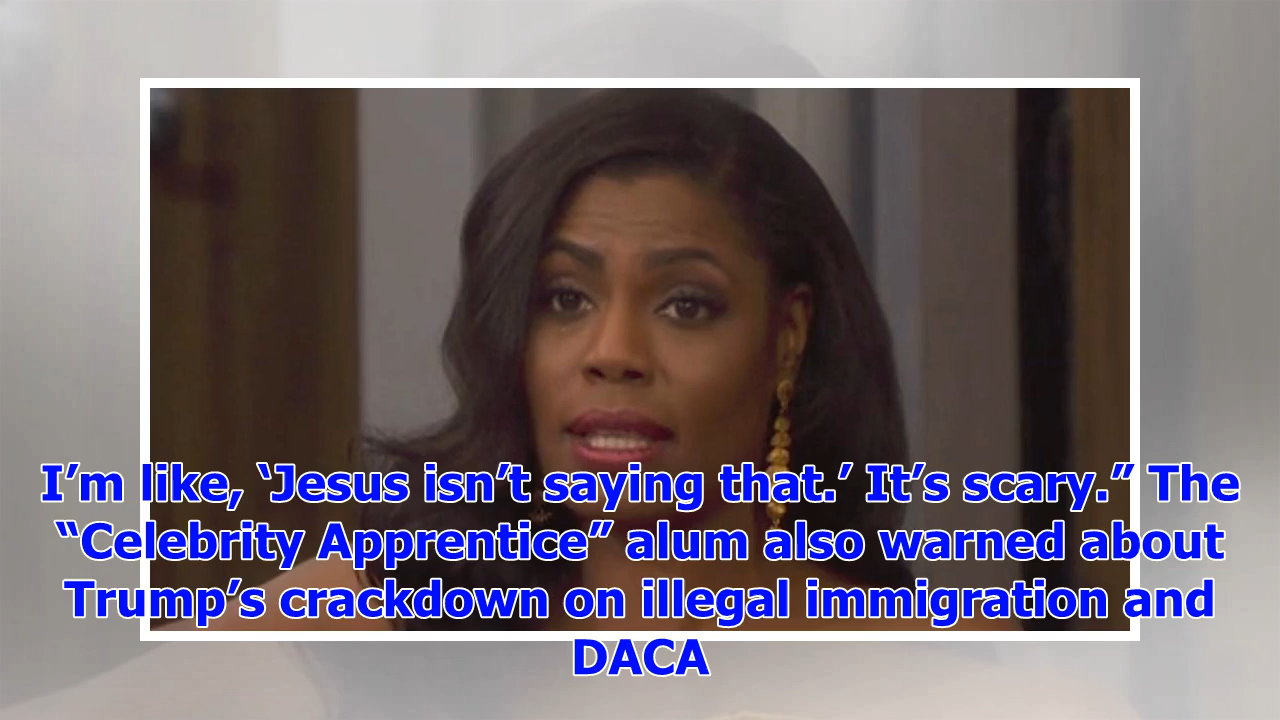 I’m like, ‘Jesus isn’t saying that.’ It’s scary.” The
“Celebrity Apprentice” alum also warned about
Trump’s crackdown on illegal immigration and
DACA